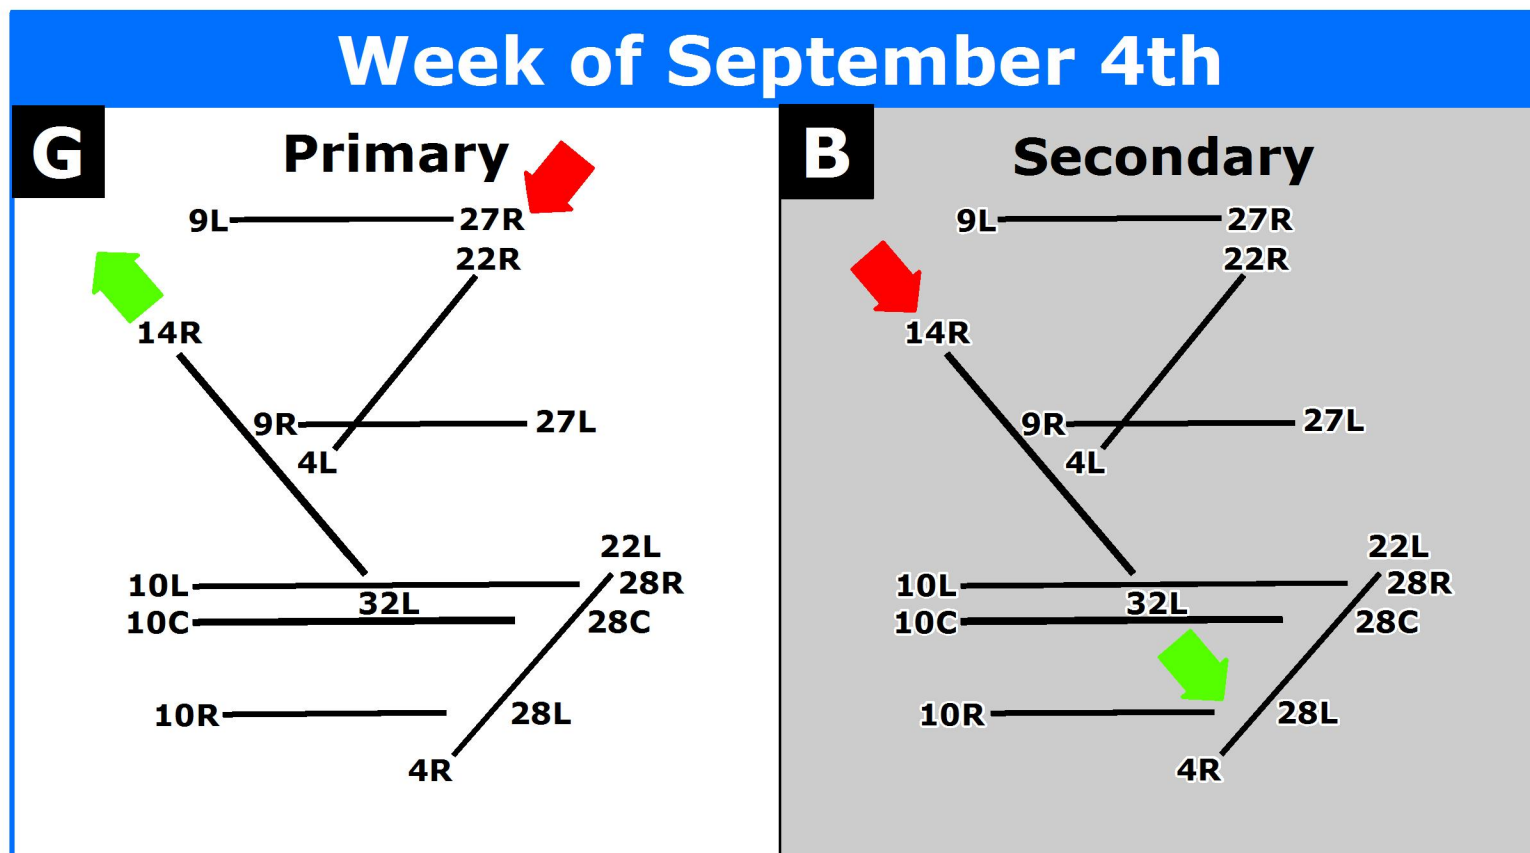 Week of September 4th
G
Primary
9L
27R
22R
14R
9R
27L
4L
22L
10L
28R
32L
10C
28C
10R
28L
4R
B
Secondary
9L
27R
22R
14R
9R
27L
4L
22L
10L
28R
32L
10C
28C
10R
28L
4R